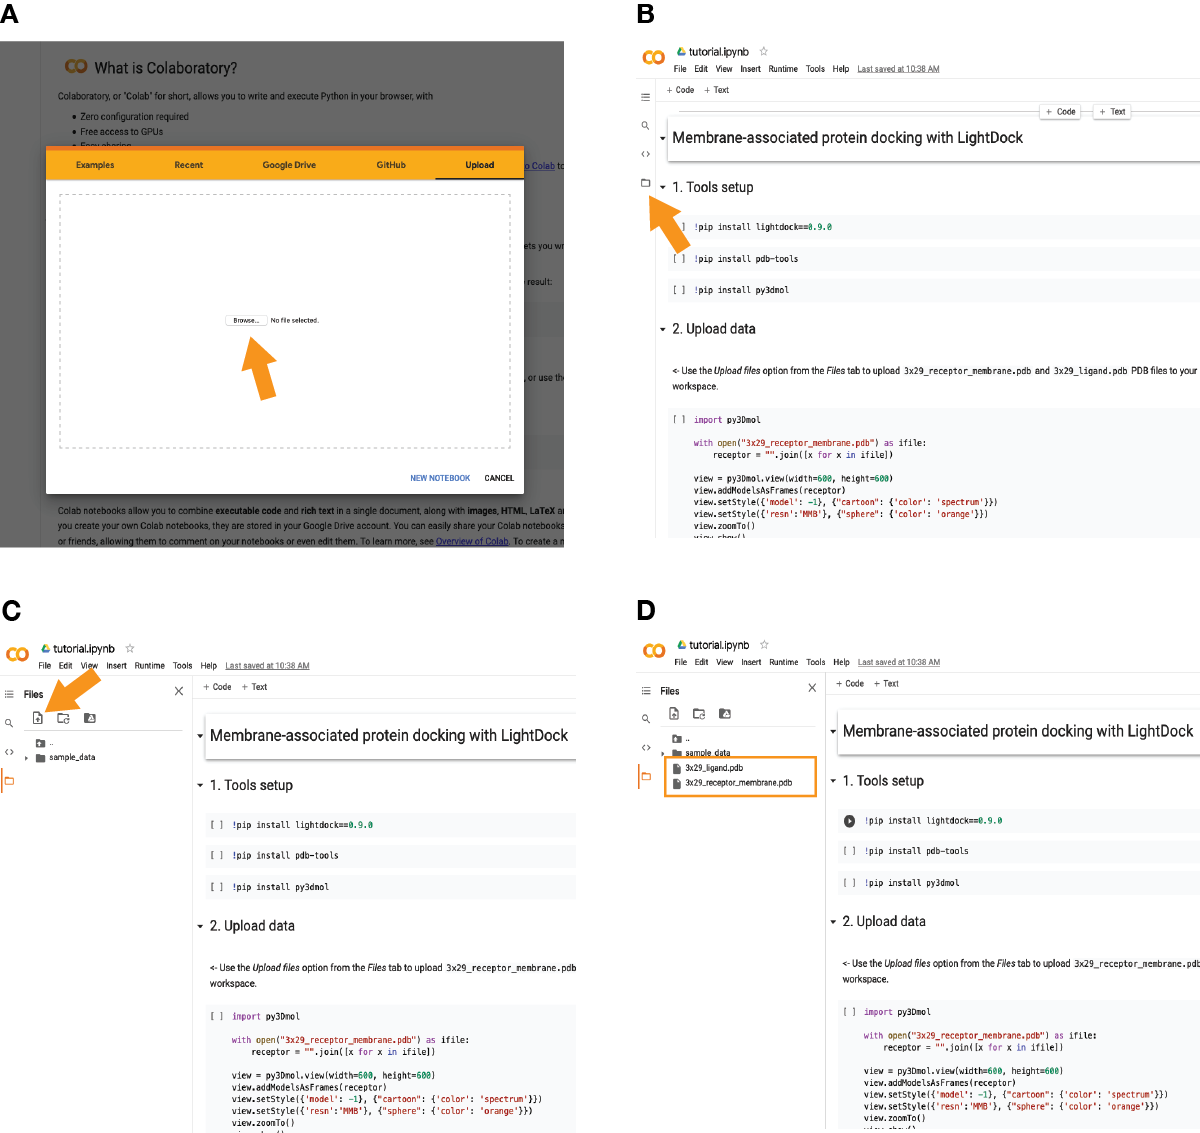 A
What is Colaboratory?
Colaboratory, or "Colab" for short, allows you to write and execute Python in your browser, with
• Zero configuration required
• Free access to GPUs
• Easy sharing
Examples Recent Google Drive GitHub Upload
o Colab to
ets you wr
result:
Browse... No file selected.
, or use the
NEW NOTEBOOK CANCEL
Colab notebooks allow you to combine executable code and rich text in a single document, along with images, HTML, LaTeX a
you create your own Colab notebooks, they are stored in your Google Drive account. You can easily share your Colab notebooks
or friends, allowing them to comment on your notebooks or even edit them. To learn more, see Overview of Colab. To create a n
B
tutorial.ipynb
File Edit View Insert Runtime Tools Help Last saved at 10:38 AM
+ Code + Text
+ Code + Text
Membrane-associated protein docking with LightDock
1. Tools setup
] !pip install lightdock==0.9.0
[ ] !pip install pdb-tools
[ ] !pip install py3dmol
2. Upload data
<- Use the Upload files option from the Files tab to upload 3x29_receptor_membrane.pdb and 3x29_ligand.pdb PDB files to your
workspace.
[ ] import py3Dmol
with open("3x29_receptor_membrane.pdb") as ifile:
receptor = "".join([x for x in ifile])
view = py3Dmol.view(width=600, height=600)
view.addModelsAsFrames(receptor)
view.setStyle({'model': -1}, {"cartoon": {'color': 'spectrum'}})
view.setStyle({'resn':'MMB'}, {"sphere": {'color': 'orange'}})
view.zoomTo()
view.show()
C
tutorial.ipynb
File Edit View Insert Runtime Tools Help Last saved at 10:38 AM
Files
+ Code + Text
..
sample_data
Membrane-associated protein docking with LightDock
1. Tools setup
[ ] !pip install lightdock==0.9.0
[ ] !pip install pdb-tools
[ ] !pip install py3dmol
2. Upload data
<- Use the Upload files option from the Files tab to upload 3x29_receptor_membrane.pdb
workspace.
[ ] import py3Dmol
with open("3x29_receptor_membrane.pdb") as ifile:
receptor = "".join([x for x in ifile])
view = py3Dmol.view(width=600, height=600)
view.addModelsAsFrames(receptor)
view.setStyle({'model': -1}, {"cartoon": {'color': 'spectrum'}})
view.setStyle({'resn':'MMB'}, {"sphere": {'color': 'orange'}})
view.zoomTo()
D
tutorial.ipynb
File Edit View Insert Runtime Tools Help Last saved at 10:38 AM
Files
+ Code + Text
..
sample_data
3x29_ligand.pdb
3x29_receptor_membrane.pdb
Membrane-associated protein docking with LightDock
1. Tools setup
!pip install lightdock==0.9.0
[ ] !pip install pdb-tools
[ ] !pip install py3dmol
2. Upload data
<- Use the Upload files option from the Files tab to upload 3x29_receptor_membrane.pdb
workspace.
[ ] import py3Dmol
with open("3x29_receptor_membrane.pdb") as ifile:
receptor = "".join([x for x in ifile])
view = py3Dmol.view(width=600, height=600)
view.addModelsAsFrames(receptor)
view.setStyle({'model': -1}, {"cartoon": {'color': 'spectrum'}})
view.setStyle({'resn':'MMB'}, {"sphere": {'color': 'orange'}})
view.zoomTo()
view.show()